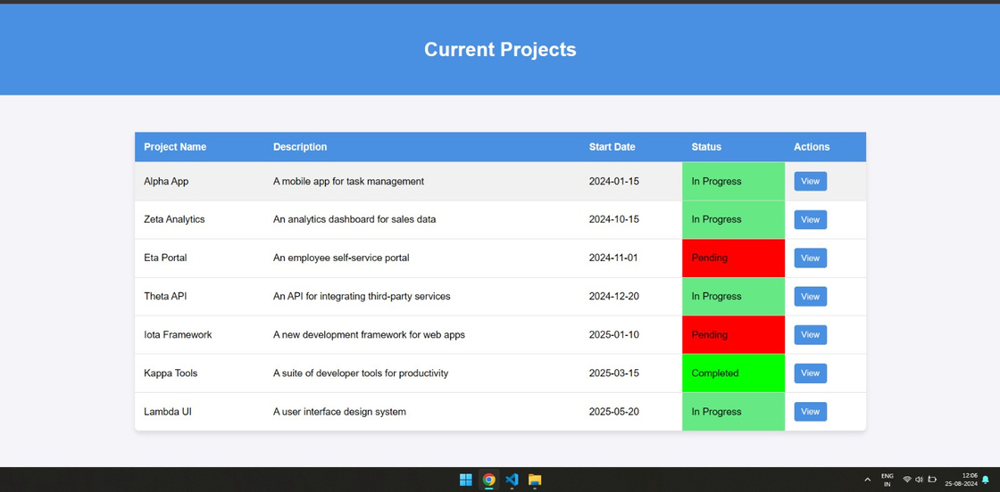 Current Projects
Project Name Description Start Date Status Actions
Alpha App A mobile app for task management 2024-01-15 In Progress View
Zeta Analytics An analytics dashboard for sales data 2024-10-15 In Progress View
Eta Portal An employee self-service portal 2024-11-01 Pending View
Theta API An API for integrating third-party services 2024-12-20 In Progress View
Iota Framework A new development framework for web apps 2025-01-10 Pending View
Kappa Tools A suite of developer tools for productivity 2025-03-15 Completed View
Lambda UI A user interface design system 2025-05-20 In Progress View
ENG 12:06
IN 25-08-2024